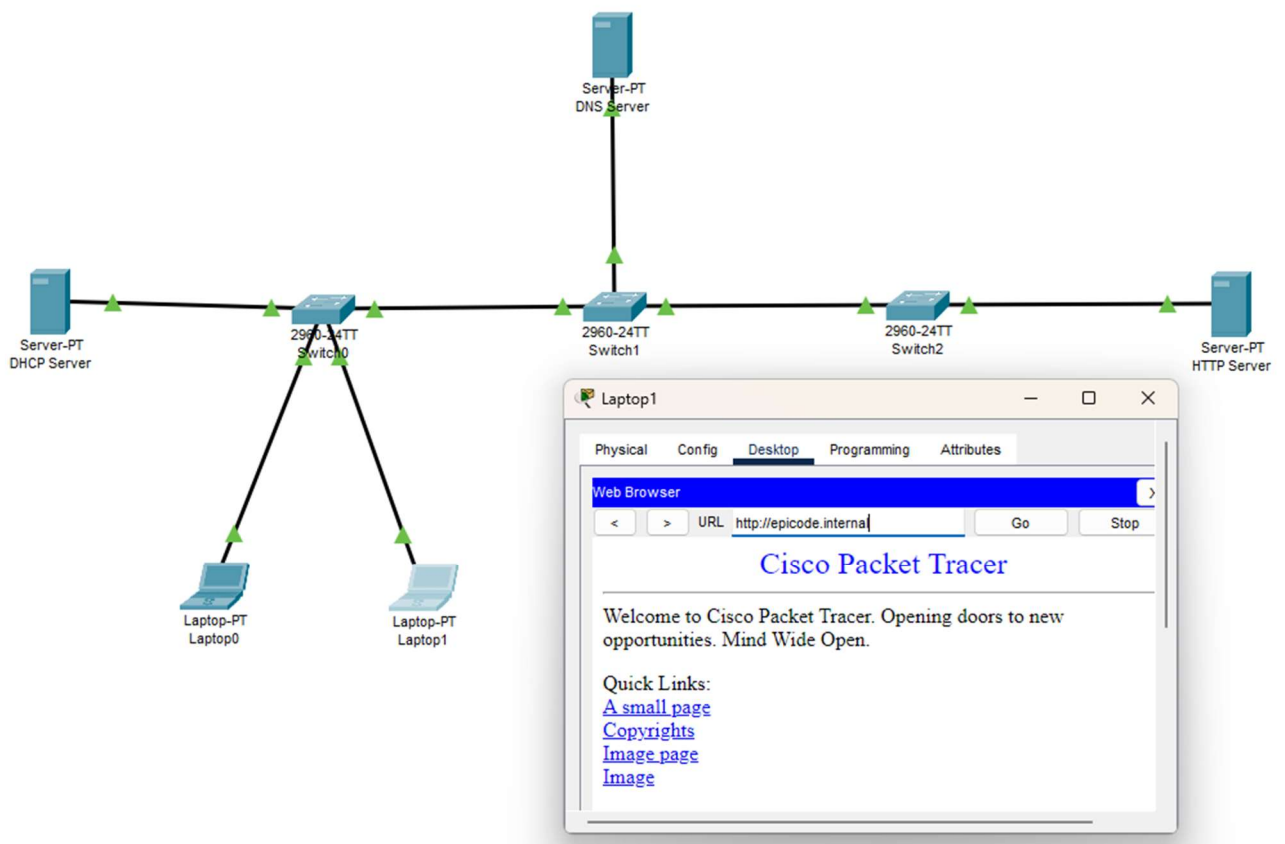 Server-PT
DNS Server
Server-PT
DHCP Server
2960-24TT
Switch0
2960-24TT
Switch1
2960-24TT
Switch2
Server-PT
HTTP Server
Laptop-PT
Laptop0
Laptop-PT
Laptop1
Laptop1
Physical Config Desktop Programming Attributes
Web Browser X
< > URL http://epicode.internal Go Stop
Cisco Packet Tracer
Welcome to Cisco Packet Tracer. Opening doors to new
opportunities. Mind Wide Open.
Quick Links:
A small page
Copyrights
Image page
Image